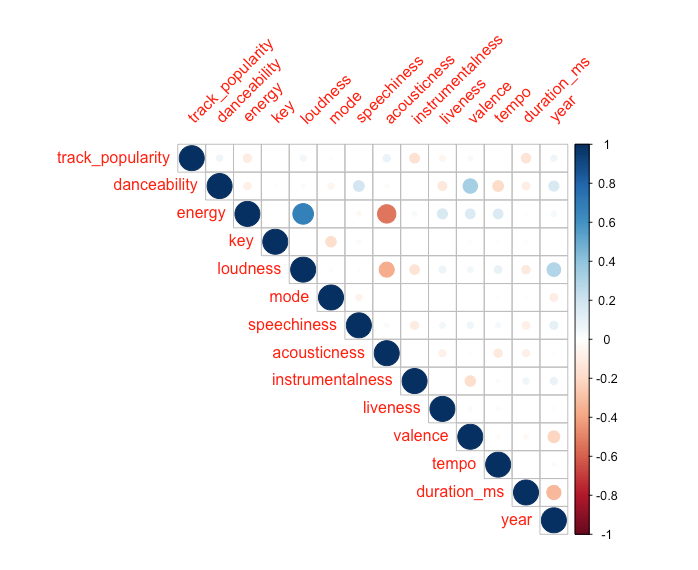 track_popularity
danceability
energy
key
loudness
mode
speechiness
acousticness
instrumentalness
liveness
valence
tempo
duration_ms
year
track_popularity
danceability
energy
key
loudness
mode
speechiness
acousticness
instrumentalness
liveness
valence
tempo
duration_ms
year
1
0.8
0.6
0.4
0.2
0
-0.2
-0.4
-0.6
-0.8
-1